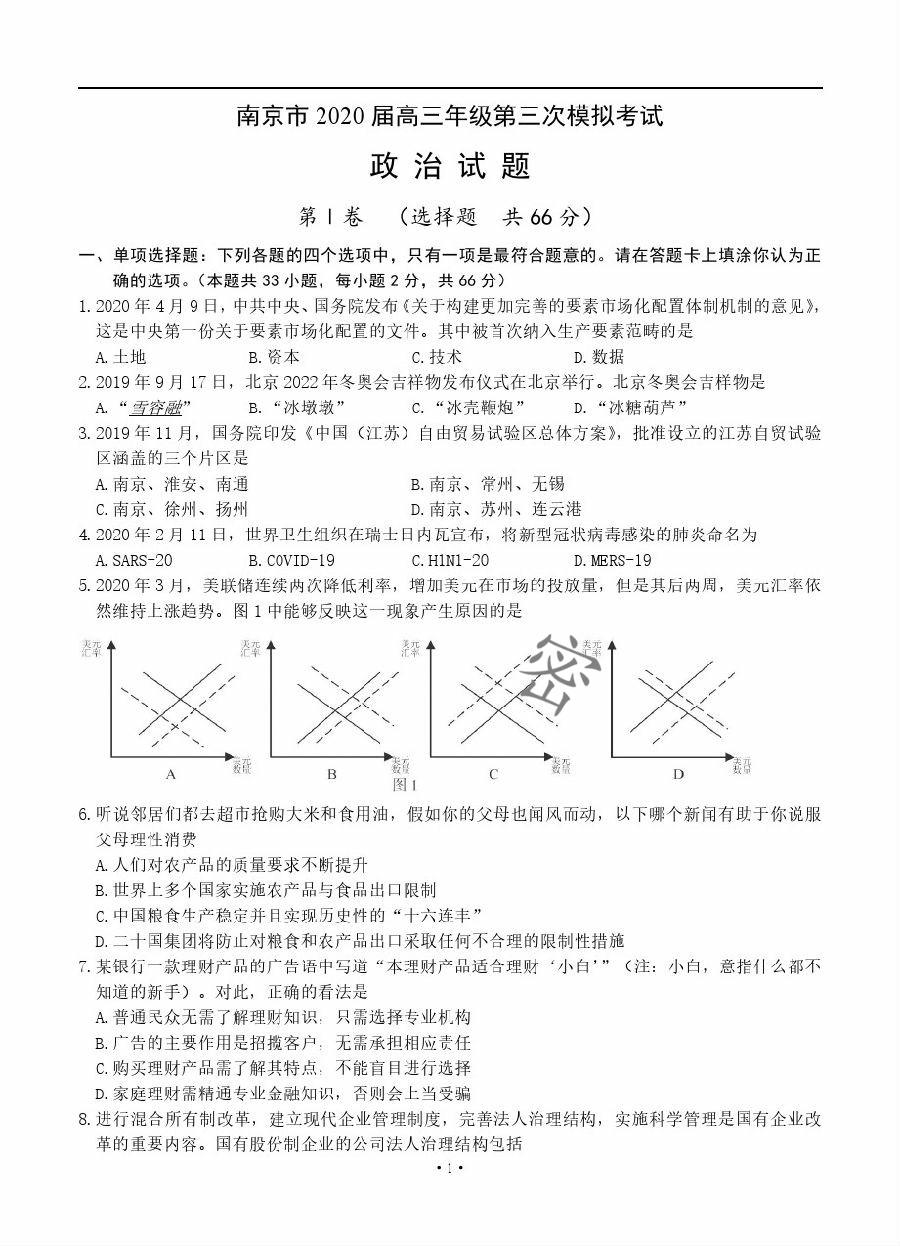 南京市 2020 届高三年级第三次模拟考试
政 治 试 题
第Ⅰ卷 （选择题 共 66 分）
一、单项选择题：下列各题的四个选项中，只有一项是最符合题意的。请在答题卡上填涂你认为正
确的选项。（本题共 33 小题，每小题 2 分，共 66 分）
1. 2020 年 4 月 9 日，中共中央、国务院发布《关于构建更加完善的要素市场化配置体制机制的意见》，
这是中央第一份关于要素市场化配置的文件。其中被首次纳入生产要素范畴的是
A. 土地 B. 资本 C. 技术 D. 数据
2. 2019 年 9 月 17 日，北京 2022 年冬奥会吉祥物发布仪式在北京举行。北京冬奥会吉样物是
A. “雪容融” B. “冰墩墩” C. “冰壳鞭炮” D. “冰糖葫芦”
3. 2019 年 11 月，国务院印发《中国（江苏）自由贸易试验区总体方案》，批准设立的江苏自贸试验
区涵盖的三个片区是
A. 南京、淮安、南通 B. 南京、常州、无锡
C. 南京、徐州、扬州 D. 南京、苏州、连云港
4. 2020 年 2 月 11 日，世界卫生组织在瑞士日内瓦宣布，将新型冠状病毒感染的肺炎命名为
A. SARS-20 B. COVID-19 C. H1N1-20 D. MERS-19
5. 2020 年 3 月，美联储连续两次降低利率，增加美元在市场的投放量，但是其后两周，美元汇率依
然维持上涨趋势。图 1 中能够反映这一现象产生原因的是
美元 美元 美元 美元
汇率 汇率 汇率 汇率
密
美元 美元 美元 美元
数量 数量 数量 数量
A B C D
图 1
6. 听说邻居们都去超市抢购大米和食用油，假如你的父母也闻风而动，以下哪个新闻有助于你说服
父母理性消费
A. 人们对农产品的质量要求不断提升
B. 世界上多个国家实施农产品与食品出口限制
C. 中国粮食生产稳定并且实现历史性的“十六连丰”
D. 二十国集团将防止对粮食和农产品出口采取任何不合理的限制性措施
7. 某银行一款理财产品的广告语中写道“本理财产品适合理财‘小白’”（注：小白，意指什么都不
知道的新手）。对此，正确的看法是
A. 普通民众无需了解理财知识，只需选择专业机构
B. 广告的主要作用是招揽客户，无需承担相应责任
C. 购买理财产品需了解其特点，不能盲目进行选择
D. 家庭理财需精通专业金融知识，否则会上当受骗
8. 进行混合所有制改革，建立现代企业管理制度，完善法人治理结构，实施科学管理是国有企业改
革的重要内容。国有股份制企业的公司法人治理结构包括
·1·